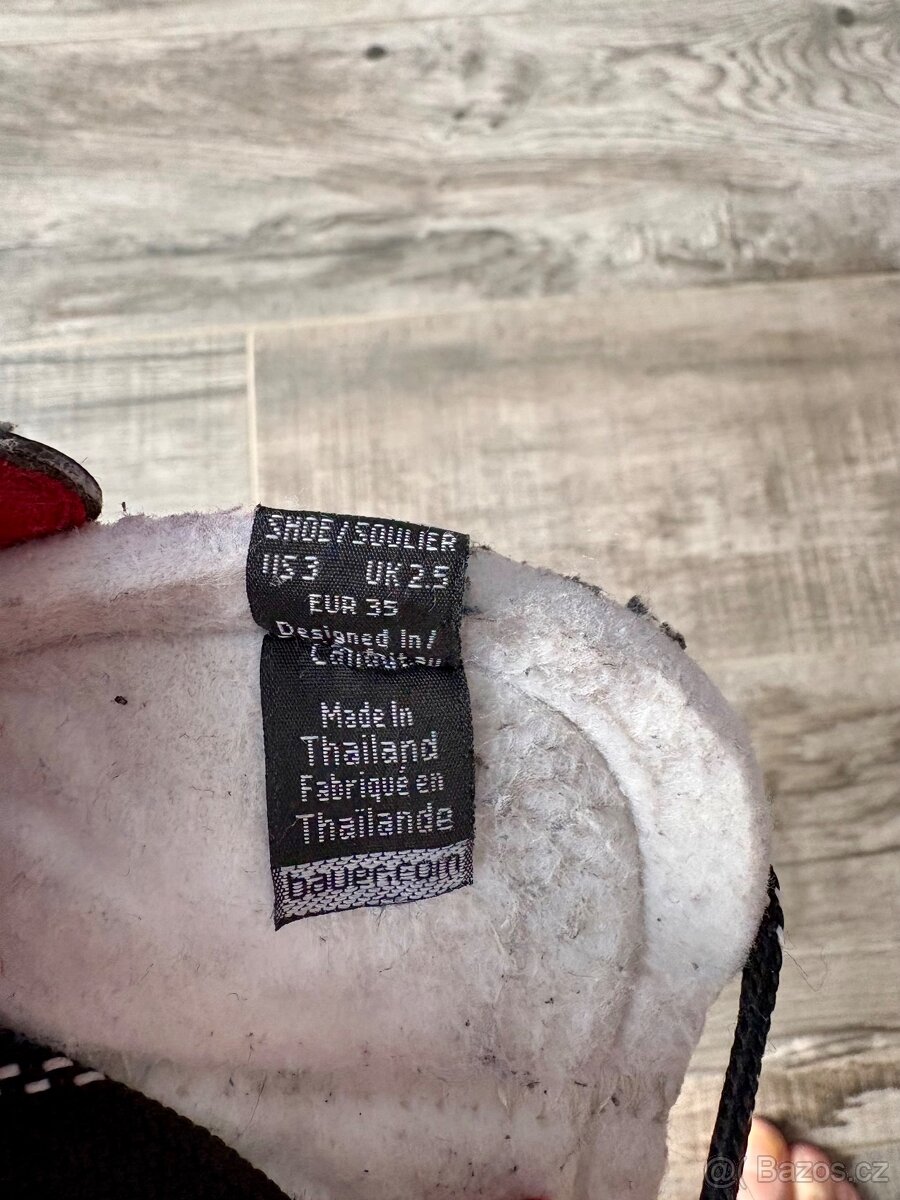 SHOE/SOULIER
US 3 UK 2.5
EUR 35
Designed In/
Made In
Thailand
Fabriqué en
Thaïlande
bauer.com
Bazos.cz